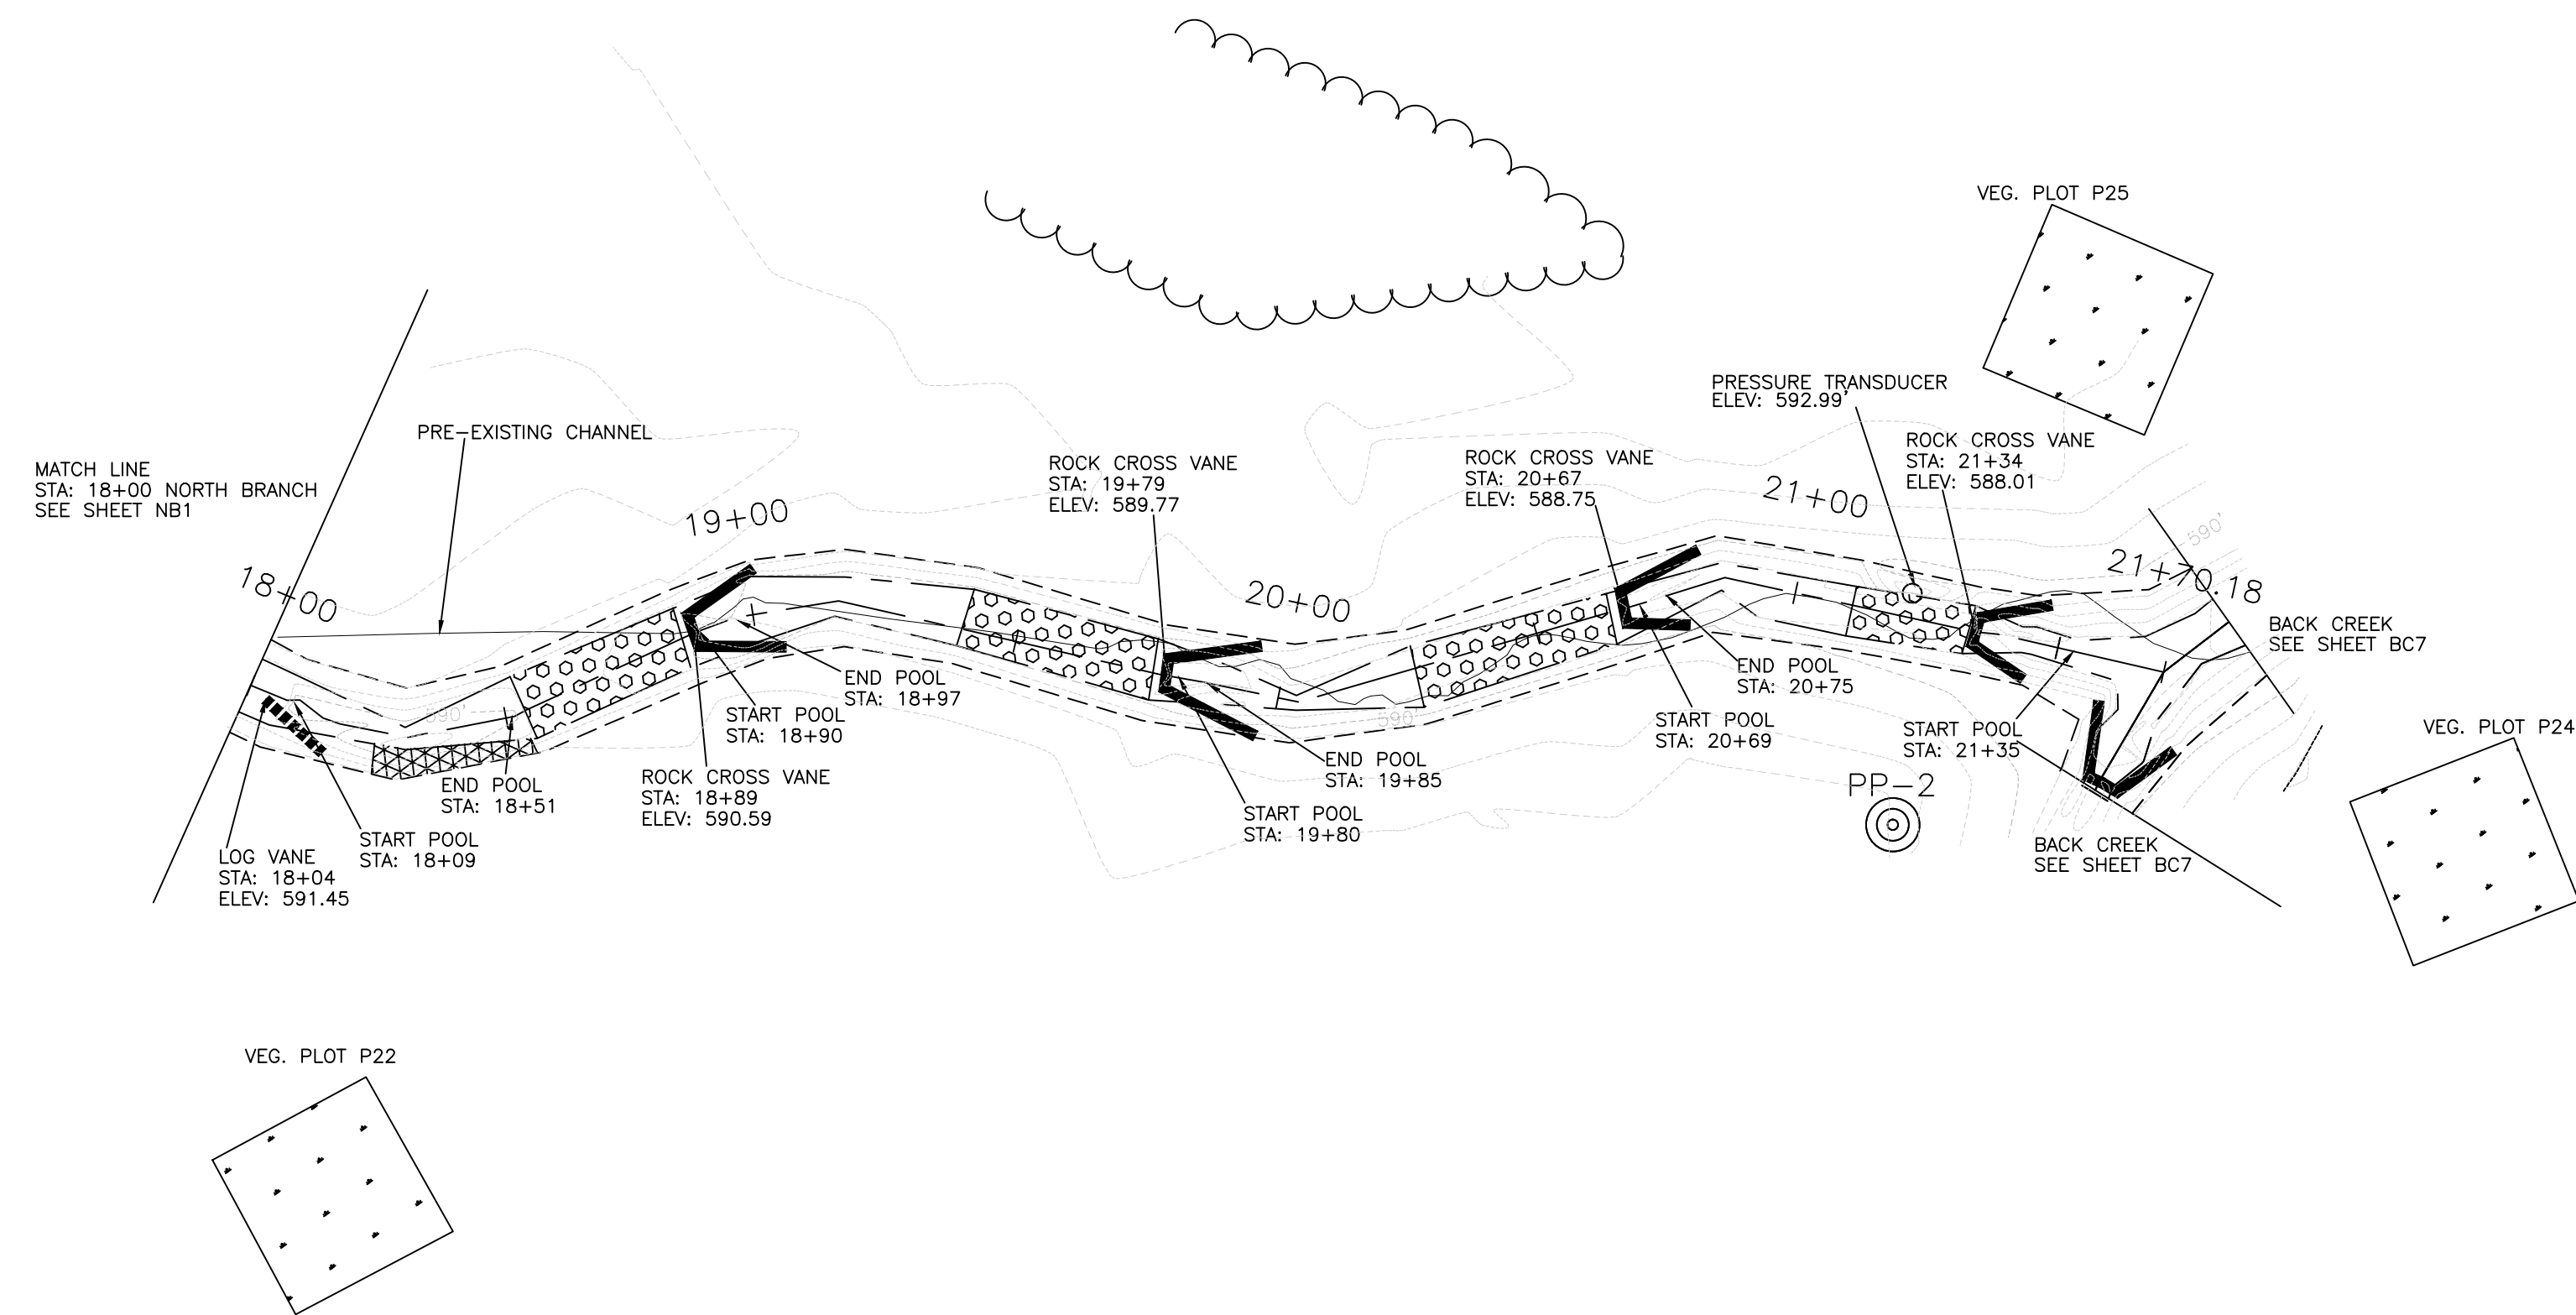 VEG. PLOT P25
PRESSURE TRANSDUCER
ELEV: 592.99'
PRE-EXISTING CHANNEL
ROCK CROSS VANE
STA: 21+34
ELEV: 588.01
ROCK CROSS VANE
STA: 20+67
ELEV: 588.75
ROCK CROSS VANE
STA: 19+79
ELEV: 589.77
MATCH LINE
STA: 18+00 NORTH BRANCH
SEE SHEET NB1
18+00
19+00
20+00
21+00
21+70.18
590'
BACK CREEK
SEE SHEET BC7
END POOL
STA: 18+97
END POOL
STA: 20+75
START POOL
STA: 18+90
START POOL
STA: 20+69
START POOL
STA: 21+35
590'
590'
VEG. PLOT P24
END POOL
STA: 19+85
ROCK CROSS VANE
STA: 18+89
ELEV: 590.59
END POOL
STA: 18+51
PP-2
START POOL
STA: 19+80
START POOL
STA: 18+09
BACK CREEK
SEE SHEET BC7
LOG VANE
STA: 18+04
ELEV: 591.45
VEG. PLOT P22